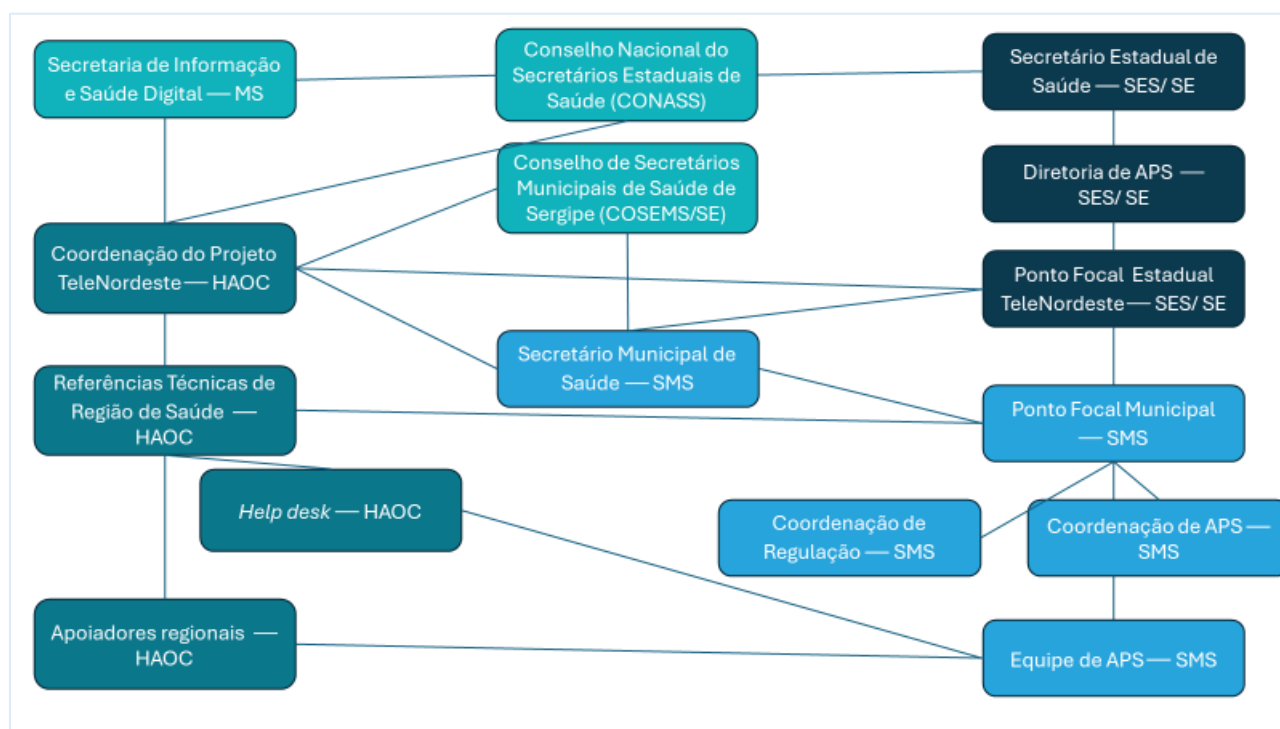 Secretaria de Informação
e Saúde Digital — MS
Conselho Nacional do
Secretários Estaduais de
Saúde (CONASS)
Secretário Estadual de
Saúde — SES/ SE
Conselho de Secretários
Municipais de Saúde de
Sergipe (COSEMS/SE)
Diretoria de APS —
SES/ SE
Coordenação do Projeto
TeleNordeste — HAOC
Ponto Focal Estadual
TeleNordeste — SES/ SE
Secretário Municipal de
Saúde — SMS
Referências Técnicas de
Região de Saúde —
HAOC
Ponto Focal Municipal
— SMS
Help desk — HAOC
Coordenação de
Regulação — SMS
Coordenação de APS —
SMS
Apoiadores regionais —
HAOC
Equipe de APS — SMS